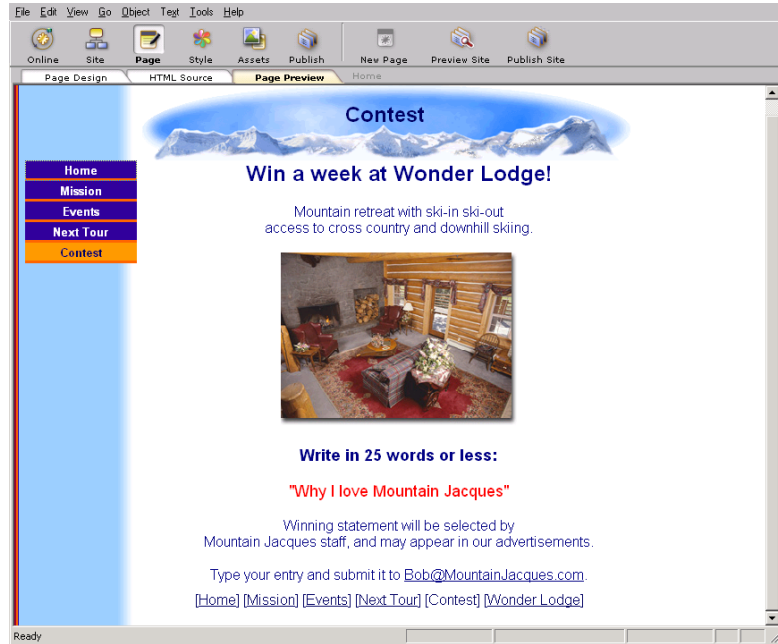 File Edit View Go Object Text Tools Help
Online Site Page Style Assets Publish New Page Preview Site Publish Site
Page Design HTML Source Page Preview Home
Contest
Home
Mission
Events
Next Tour
Contest
Win a week at Wonder Lodge!
Mountain retreat with ski-in ski-out
access to cross country and downhill skiing.
Write in 25 words or less:
"Why I love Mountain Jacques"
Winning statement will be selected by
Mountain Jacques staff, and may appear in our advertisements.
Type your entry and submit it to Bob@MountainJacques.com.
[Home] [Mission] [Events] [Next Tour] [Contest] [Wonder Lodge]
Ready